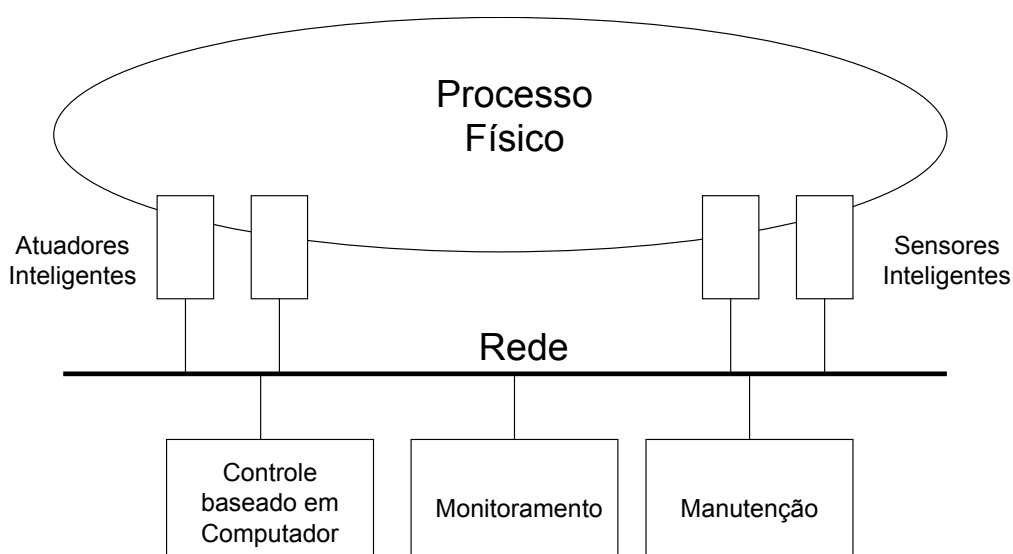 Processo
Físico
Atuadores
Inteligentes
Sensores
Inteligentes
Rede
Controle
baseado em
Computador
Monitoramento
Manutenção